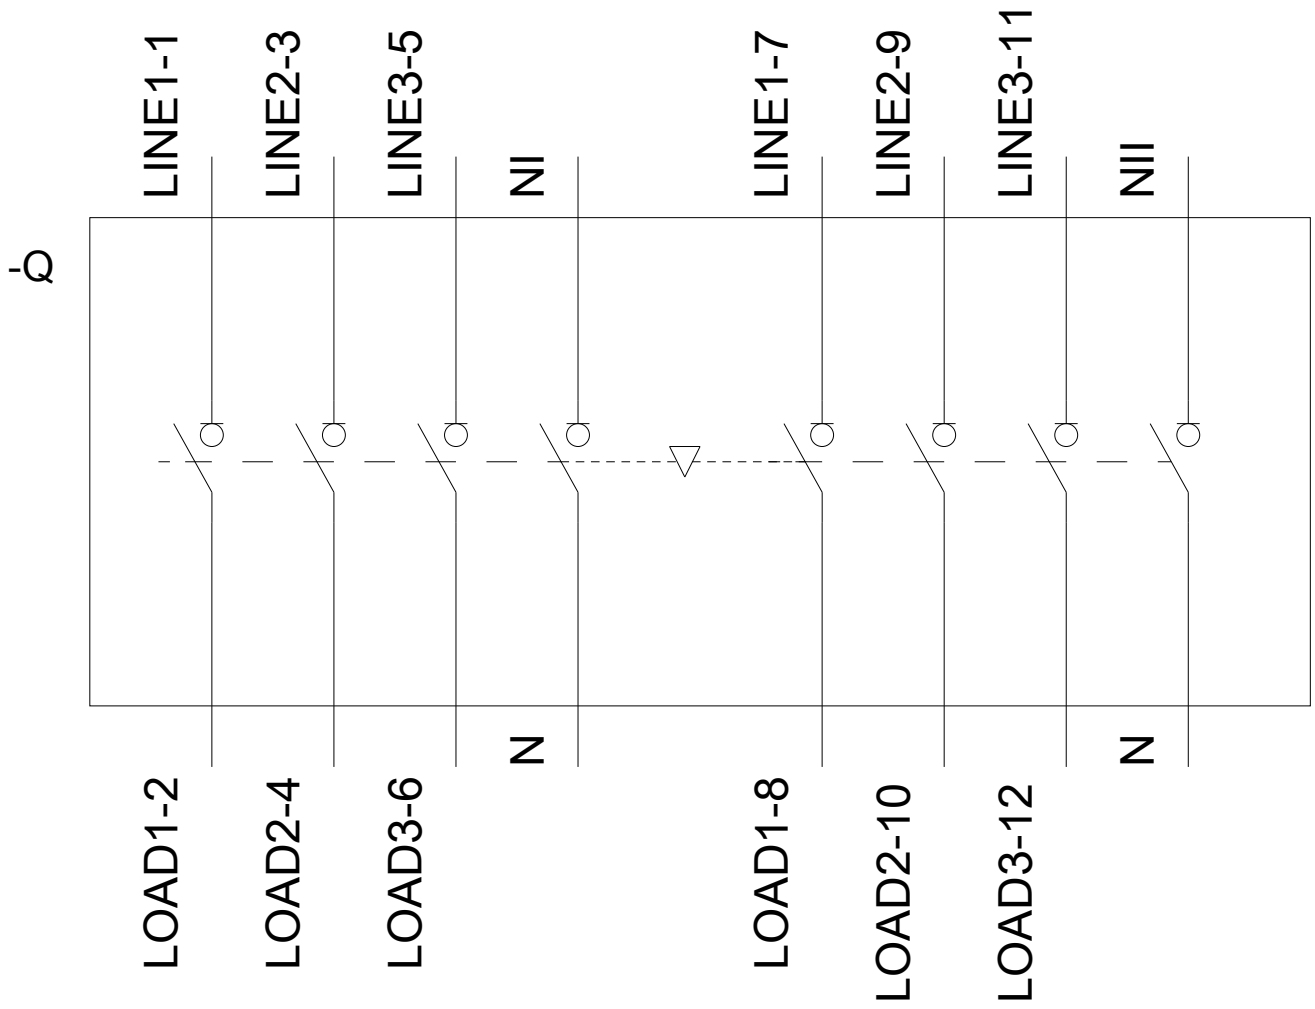 LINE1-1
LINE2-3
LINE3-5
NI
LINE1-7
LINE2-9
LINE3-11
NII
-Q
LOAD1-2
LOAD2-4
LOAD3-6
N
LOAD1-8
LOAD2-10
LOAD3-12
N